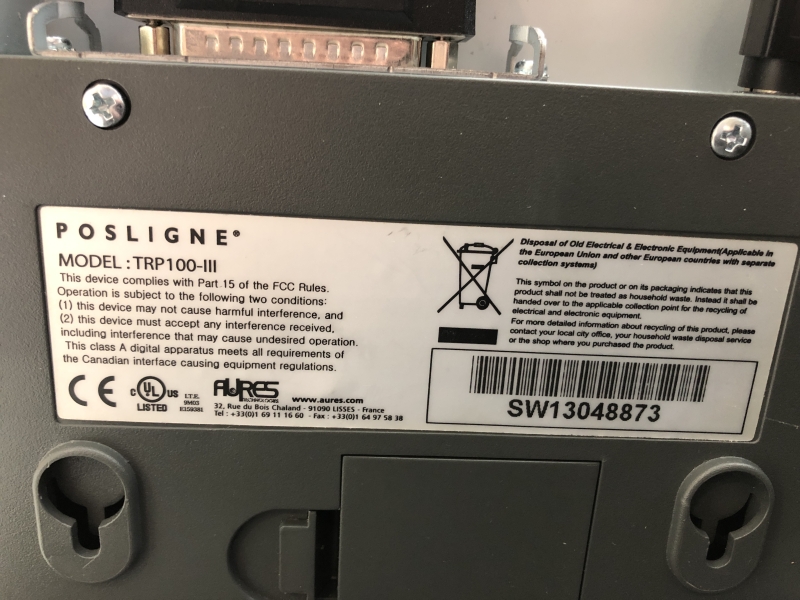 POSLIGNE®
MODEL : TRP100-III
This device complies with Part 15 of the FCC Rules.
Operation is subject to the following two conditions:
(1) this device may not cause harmful interference, and
(2) this device must accept any interference received,
including interference that may cause undesired operation.
This class A digital apparatus meets all requirements of
the Canadian interface causing equipment regulations.
CE
c UL US
LISTED
I.T.E.
99403
E159381
AURES
TECHNOLOGIES
www.aures.com
32, Rue du Bois Chaland - 91090 LISSES - France
Tel : +33(0)1 69 11 16 60 - Fax : +33(0)1 64 97 58 38
Disposal of Old Electrical & Electronic Equipment(Applicable in
the European Union and other European countries with separate
collection systems)
This symbol on the product or on its packaging indicates that this
product shall not be treated as household waste. Instead it shall be
handed over to the applicable collection point for the recycling of
electrical and electronic equipment.
For more detailed information about recycling of this product, please
contact your local city office, your household waste disposal service
or the shop where you purchased the product.
SW13048873